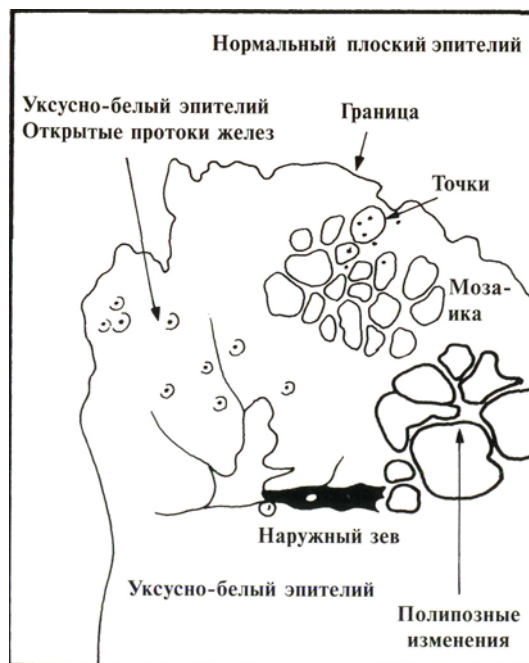 Нормальный плоский эпителий
Уксусно-белый эпителий
Открытые протоки желез
Граница
Точки
Моза-
ика
Наружный зев
Уксусно-белый эпителий
Полипозные
изменения